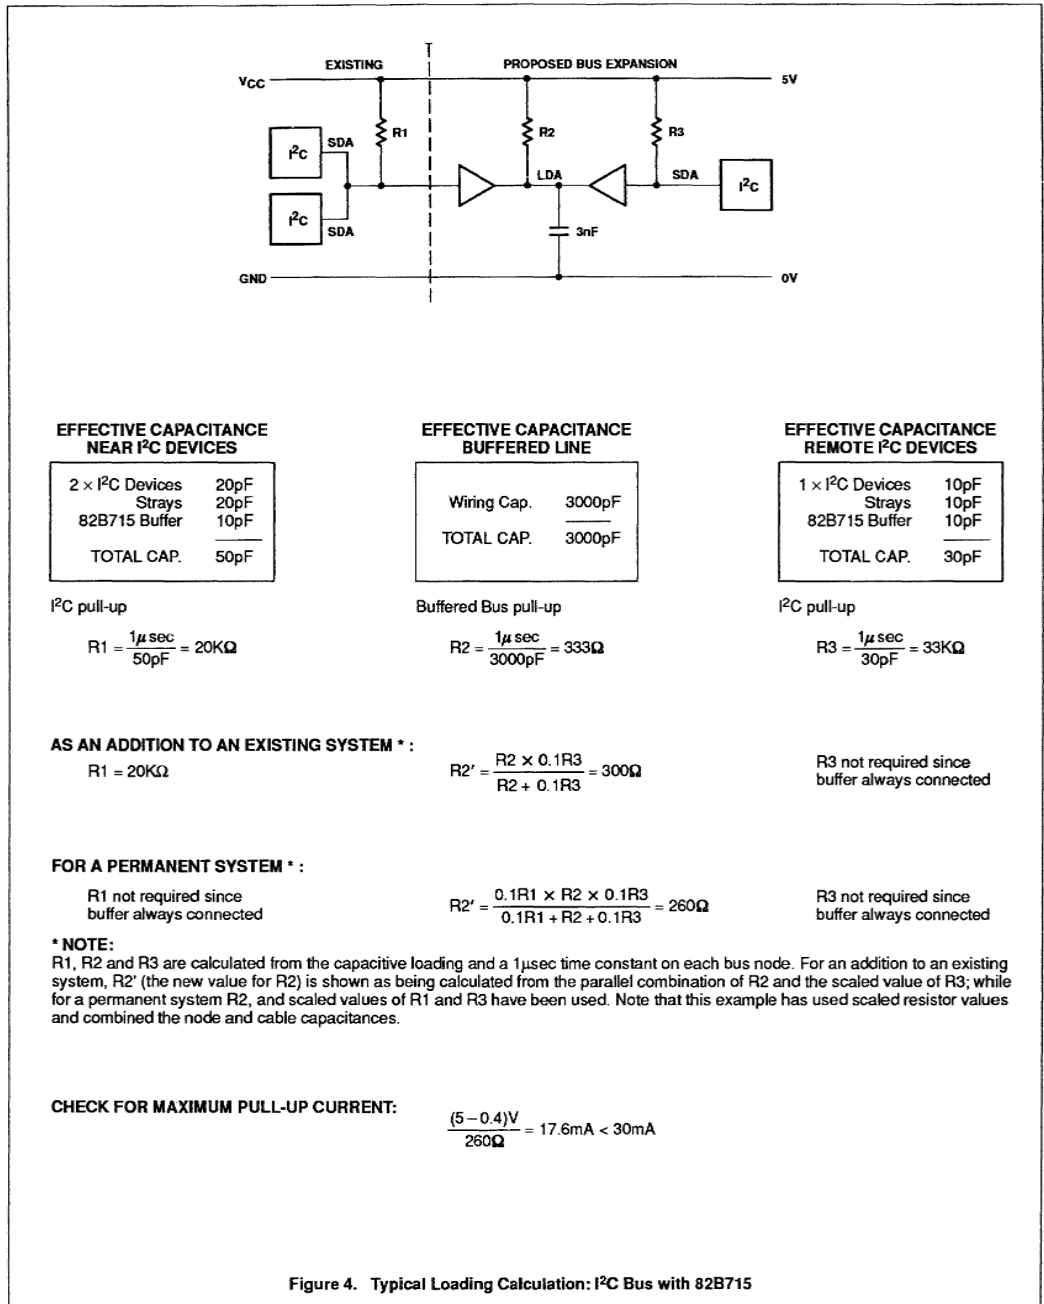 EXISTING
PROPOSED BUS EXPANSION
VCC
5V
R1
R2
R3
I²C
SDA
LDA
SDA
I²C
I²C
SDA
3nF
GND
0V
EFFECTIVE CAPACITANCE
NEAR I²C DEVICES
2 × I²C Devices 20pF
Strays 20pF
82B715 Buffer 10pF
TOTAL CAP. 50pF
I²C pull-up
R1 = 1µ sec / 50pF = 20KΩ
EFFECTIVE CAPACITANCE
BUFFERED LINE
Wiring Cap. 3000pF
TOTAL CAP. 3000pF
Buffered Bus pull-up
R2 = 1µ sec / 3000pF = 333Ω
EFFECTIVE CAPACITANCE
REMOTE I²C DEVICES
1 × I²C Devices 10pF
Strays 10pF
82B715 Buffer 10pF
TOTAL CAP. 30pF
I²C pull-up
R3 = 1µ sec / 30pF = 33KΩ
AS AN ADDITION TO AN EXISTING SYSTEM * :
R1 = 20KΩ
R2' = R2 × 0.1R3 / R2 + 0.1R3 = 300Ω
R3 not required since
buffer always connected
FOR A PERMANENT SYSTEM * :
R1 not required since
buffer always connected
R2' = 0.1R1 × R2 × 0.1R3 / 0.1R1 + R2 + 0.1R3 = 260Ω
R3 not required since
buffer always connected
* NOTE:
R1, R2 and R3 are calculated from the capacitive loading and a 1µsec time constant on each bus node. For an addition to an existing
system, R2' (the new value for R2) is shown as being calculated from the parallel combination of R2 and the scaled value of R3; while
for a permanent system R2, and scaled values of R1 and R3 have been used. Note that this example has used scaled resistor values
and combined the node and cable capacitances.
CHECK FOR MAXIMUM PULL-UP CURRENT:
(5 – 0.4)V / 260Ω = 17.6mA < 30mA
Figure 4. Typical Loading Calculation: I²C Bus with 82B715